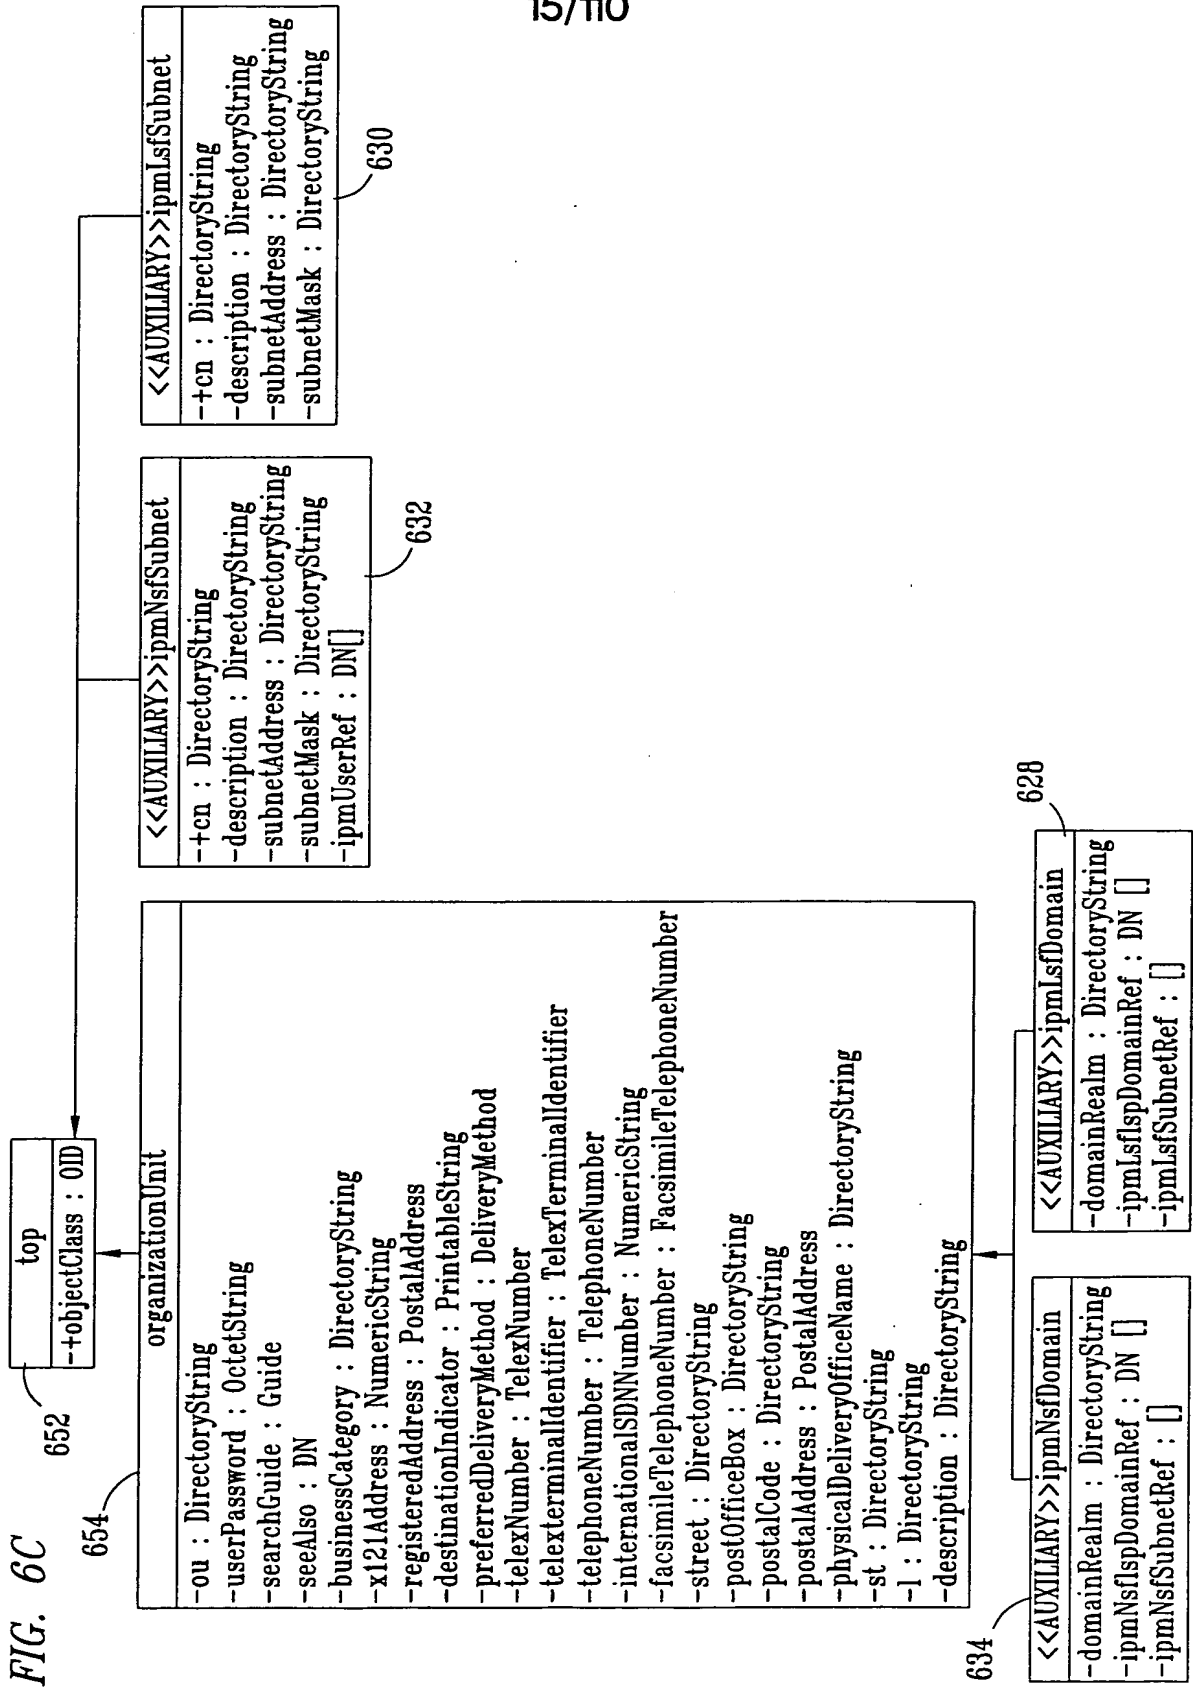 15/110
FIG. 6C
652
top
-+objectClass : OID
654
organizationUnit
-ou : DirectoryString
-userPassword : OctetString
-searchGuide : Guide
-seeAlso : DN
-businessCategory : DirectoryString
-x121Address : NumericString
-registeredAddress : PostalAddress
-destinationIndicator : PrintableString
-preferredDeliveryMethod : DeliveryMethod
-telexNumber : TelexNumber
-telexterminalIdentifier : TelexTerminalIdentifier
-telephoneNumber : TelephoneNumber
-internationalSDNNumber : NumericString
-facsimileTelephoneNumber : FacsimileTelephoneNumber
-street : DirectoryString
-postOfficeBox : DirectoryString
-postalCode : DirectoryString
-postalAddress : PostalAddress
-physicalDeliveryOfficeName : DirectoryString
-st : DirectoryString
-l : DirectoryString
-description : DirectoryString
<<AUXILIARY>>ipmNsfSubnet
-+cn : DirectoryString
-description : DirectoryString
-subnetAddress : DirectoryString
-subnetMask : DirectoryString
-ipmUserRef : DN[]
632
<<AUXILIARY>>ipmLsfSubnet
-+cn : DirectoryString
-description : DirectoryString
-subnetAddress : DirectoryString
-subnetMask : DirectoryString
630
634
<<AUXILIARY>>ipmNsfDomain
-domainRealm : DirectoryString
-ipmNsfIspDomainRef : DN []
-ipmNsfSubnetRef : []
628
<<AUXILIARY>>ipmLsfDomain
-domainRealm : DirectoryString
-ipmLsfIspDomainRef : DN []
-ipmLsfSubnetRef : []